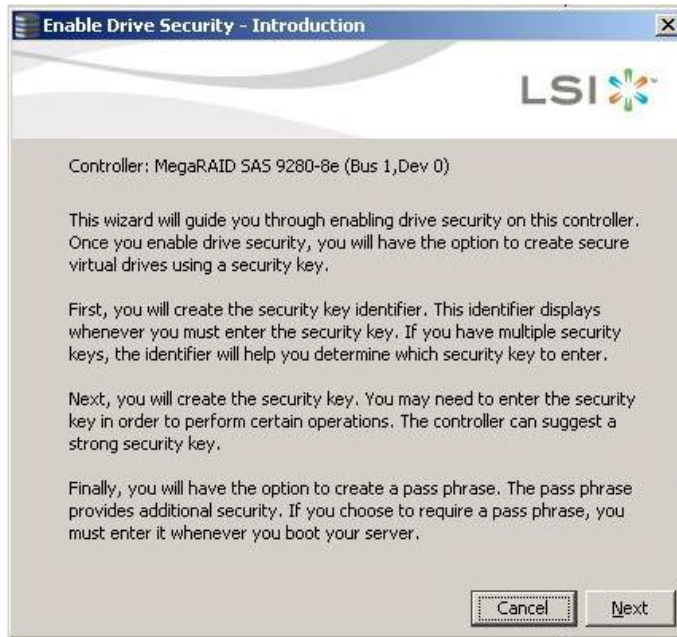 Enable Drive Security - Introduction
LSI
Controller: MegaRAID SAS 9280-8e (Bus 1,Dev 0)
This wizard will guide you through enabling drive security on this controller.
Once you enable drive security, you will have the option to create secure
virtual drives using a security key.
First, you will create the security key identifier. This identifier displays
whenever you must enter the security key. If you have multiple security
keys, the identifier will help you determine which security key to enter.
Next, you will create the security key. You may need to enter the security
key in order to perform certain operations. The controller can suggest a
strong security key.
Finally, you will have the option to create a pass phrase. The pass phrase
provides additional security. If you choose to require a pass phrase, you
must enter it whenever you boot your server.
Cancel Next